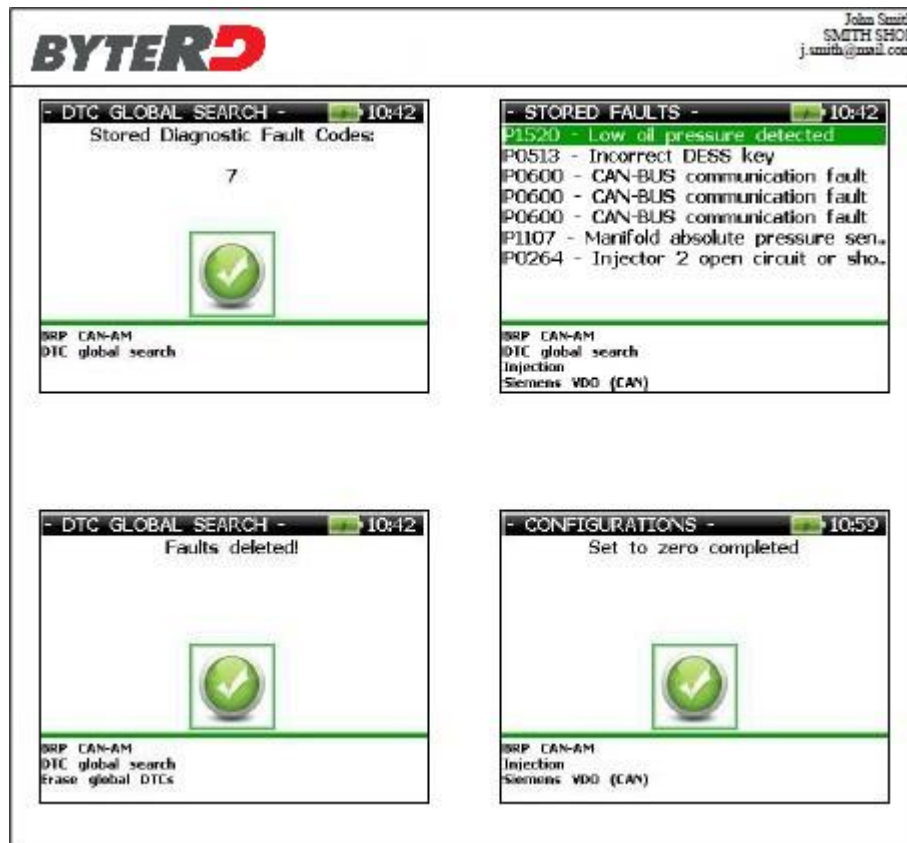 BYTERD
John Smith
SMITH SHOP
j.smith@mail.com
- DTC GLOBAL SEARCH - 10:42
Stored Diagnostic Fault Codes:
7
BRP CAN-AM
DTC global search
- STORED FAULTS - 10:42
P1520 - Low oil pressure detected
P0513 - Incorrect DESS key
P0600 - CAN-BUS communication fault
P0600 - CAN-BUS communication fault
P0600 - CAN-BUS communication fault
P1107 - Manifold absolute pressure sen..
P0264 - Injector 2 open circuit or sho..
BRP CAN-AM
DTC global search
Injection
Siemens VDO (CAN)
- DTC GLOBAL SEARCH - 10:42
Faults deleted!
BRP CAN-AM
DTC global search
Erase global DTCs
- CONFIGURATIONS - 10:59
Set to zero completed
BRP CAN-AM
Injection
Siemens VDO (CAN)